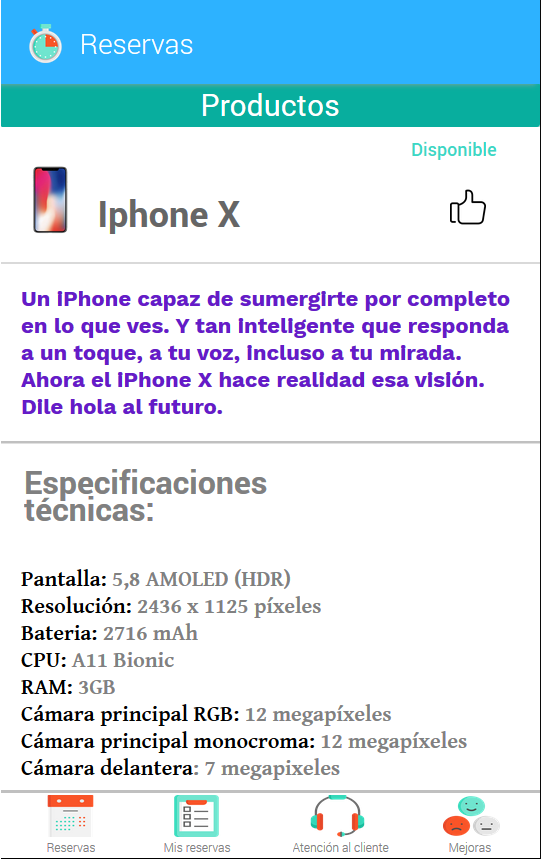 Reservas
Productos
Disponible
Iphone X
Un iPhone capaz de sumergirte por completo
en lo que ves. Y tan inteligente que responda
a un toque, a tu voz, incluso a tu mirada.
Ahora el iPhone X hace realidad esa visión.
Dile hola al futuro.
Especificaciones
técnicas:
Pantalla: 5,8 AMOLED (HDR)
Resolución: 2436 x 1125 píxeles
Bateria: 2716 mAh
CPU: A11 Bionic
RAM: 3GB
Cámara principal RGB: 12 megapíxeles
Cámara principal monocroma: 12 megapíxeles
Cámara delantera: 7 megapixeles
Reservas
Mis reservas
Atención al cliente
Mejoras